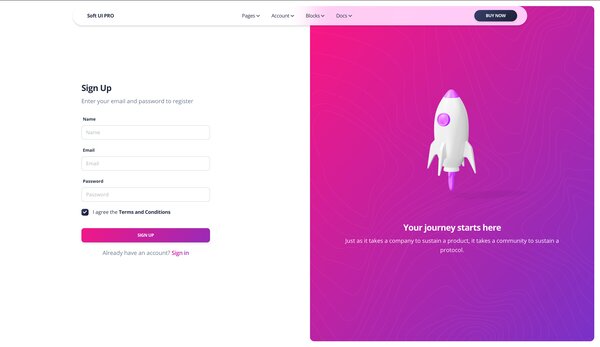 Soft UI PRO
Pages
Account
Blocks
Docs
BUY NOW
Sign Up
Enter your email and password to register
Name
Name
Email
Email
Password
Password
I agree the Terms and Conditions
SIGN UP
Already have an account? Sign in
Your journey starts here
Just as it takes a company to sustain a product, it takes a community to sustain a
protocol.